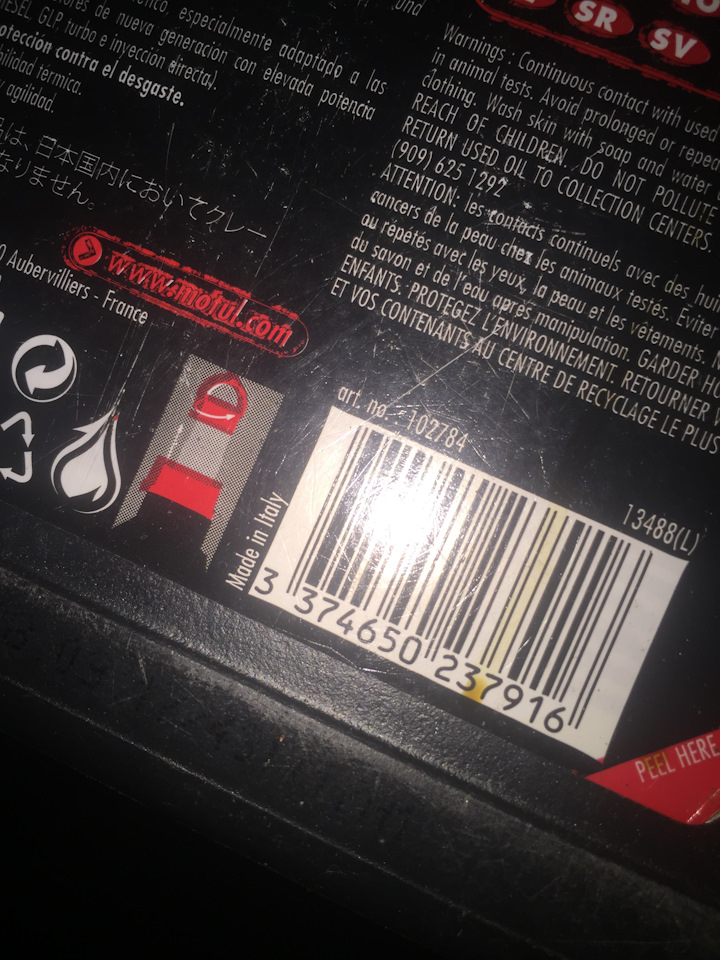 SR
SV
und
ónico, especialmente adaptado a las
ores de nueva generacion con elevada potencia
IESEL, GLP turbo e inyección directa).
otección contra el desgaste.
bilidad térmica.
y agilidad.
は、日本国内においてクレー
なりません。
www.motul.com
0 Aubervilliers - France
Warnings : Continuous contact with used
in animal tests. Avoid prolonged or repea
clothing. Wash skin with soap and water
REACH OF CHILDREN. DO NOT POLLUTE
RETURN USED OIL TO COLLECTION CENTERS.
(909) 625 1292
ATTENTION: les contacts continuels avec des hui
cancers de la peau chez les animaux testés. Eviter
ou répétés avec les yeux, la peau et les vêtements.
du savon et de l'eau après manipulation. GARDER H
ENFANTS. PROTEGEZ L'ENVIRONNEMENT. RETOURNER
ET VOS CONTENANTS AU CENTRE DE RECYCLAGE LE PLUS
art. no. 102784
13488(L)
Made in Italy
3 374650 237916
PEEL HERE